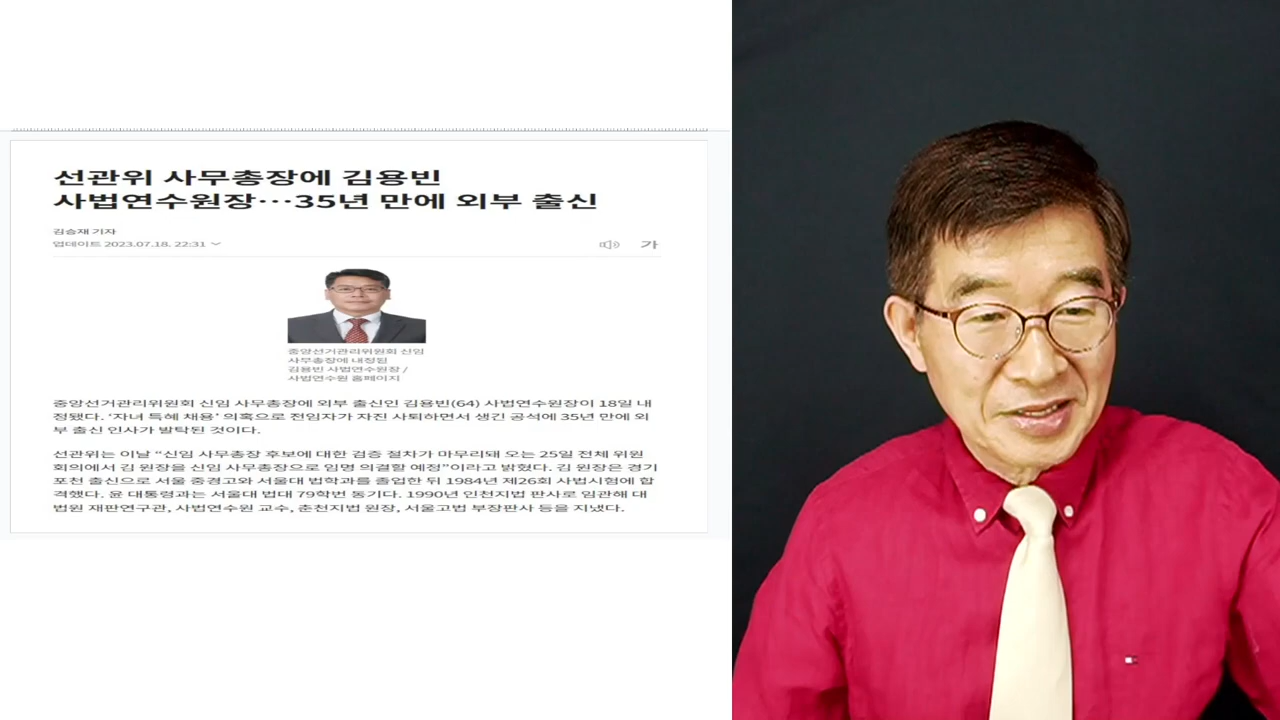 선관위 사무총장에 김용빈
사법연수원장…35년 만에 외부 출신
김승재 기자
업데이트 2023.07.18. 22:31
가
중앙선거관리위원회 신임
사무총장에 내정된
김용빈 사법연수원장 /
사법연수원 홈페이지
중앙선거관리위원회 신임 사무총장에 외부 출신인 김용빈(64) 사법연수원장이 18일 내
정됐다. ‘자녀 특혜 채용’ 의혹으로 전임자가 자진 사퇴하면서 생긴 공석에 35년 만에 외
부 출신 인사가 발탁된 것이다.
선관위는 이날 “신임 사무총장 후보에 대한 검증 절차가 마무리돼 오는 25일 전체 위원
회의에서 김 원장을 신임 사무총장으로 임명 의결할 예정”이라고 밝혔다. 김 원장은 경기
포천 출신으로 서울 중경고와 서울대 법학과를 졸업한 뒤 1984년 제26회 사법시험에 합
격했다. 윤 대통령과는 서울대 법대 79학번 동기다. 1990년 인천지법 판사로 임관해 대
법원 재판연구관, 사법연수원 교수, 춘천지법 원장, 서울고법 부장판사 등을 지냈다.